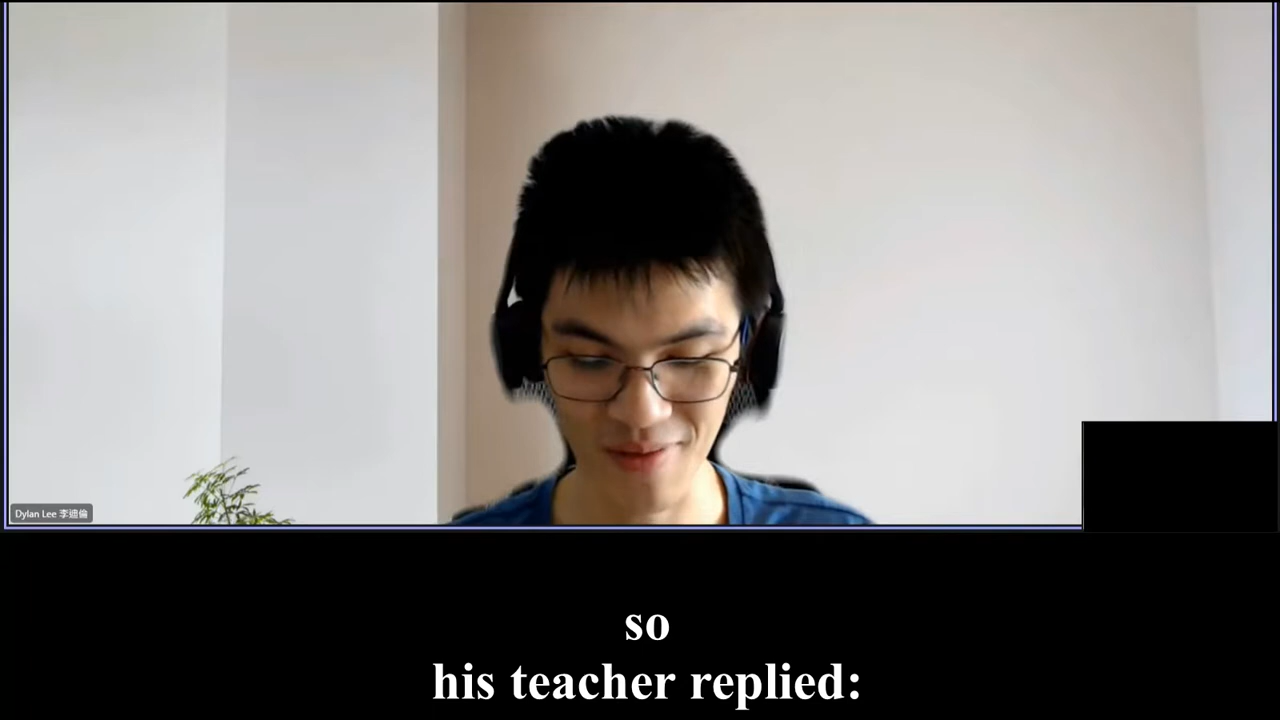 Dylan Lee 李迪倫
so
his teacher replied: